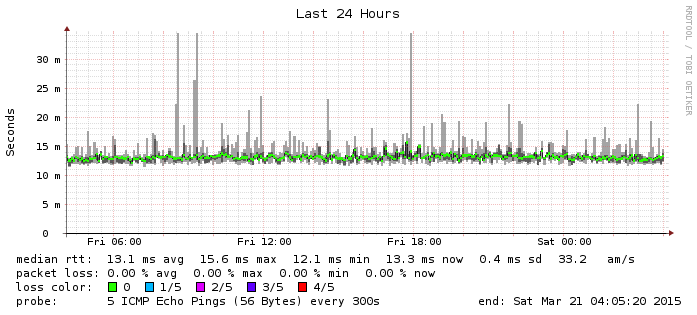 Last 24 Hours
RRDTOOL / TOBI OETIKER
Seconds
30 m
25 m
20 m
15 m
10 m
5 m
0
Fri 06:00 Fri 12:00 Fri 18:00 Sat 00:00
median rtt: 13.1 ms avg 15.6 ms max 12.1 ms min 13.3 ms now 0.4 ms sd 33.2 am/s
packet loss: 0.00 % avg 0.00 % max 0.00 % min 0.00 % now
loss color: 0 1/5 2/5 3/5 4/5
probe: 5 ICMP Echo Pings (56 Bytes) every 300s end: Sat Mar 21 04:05:20 2015